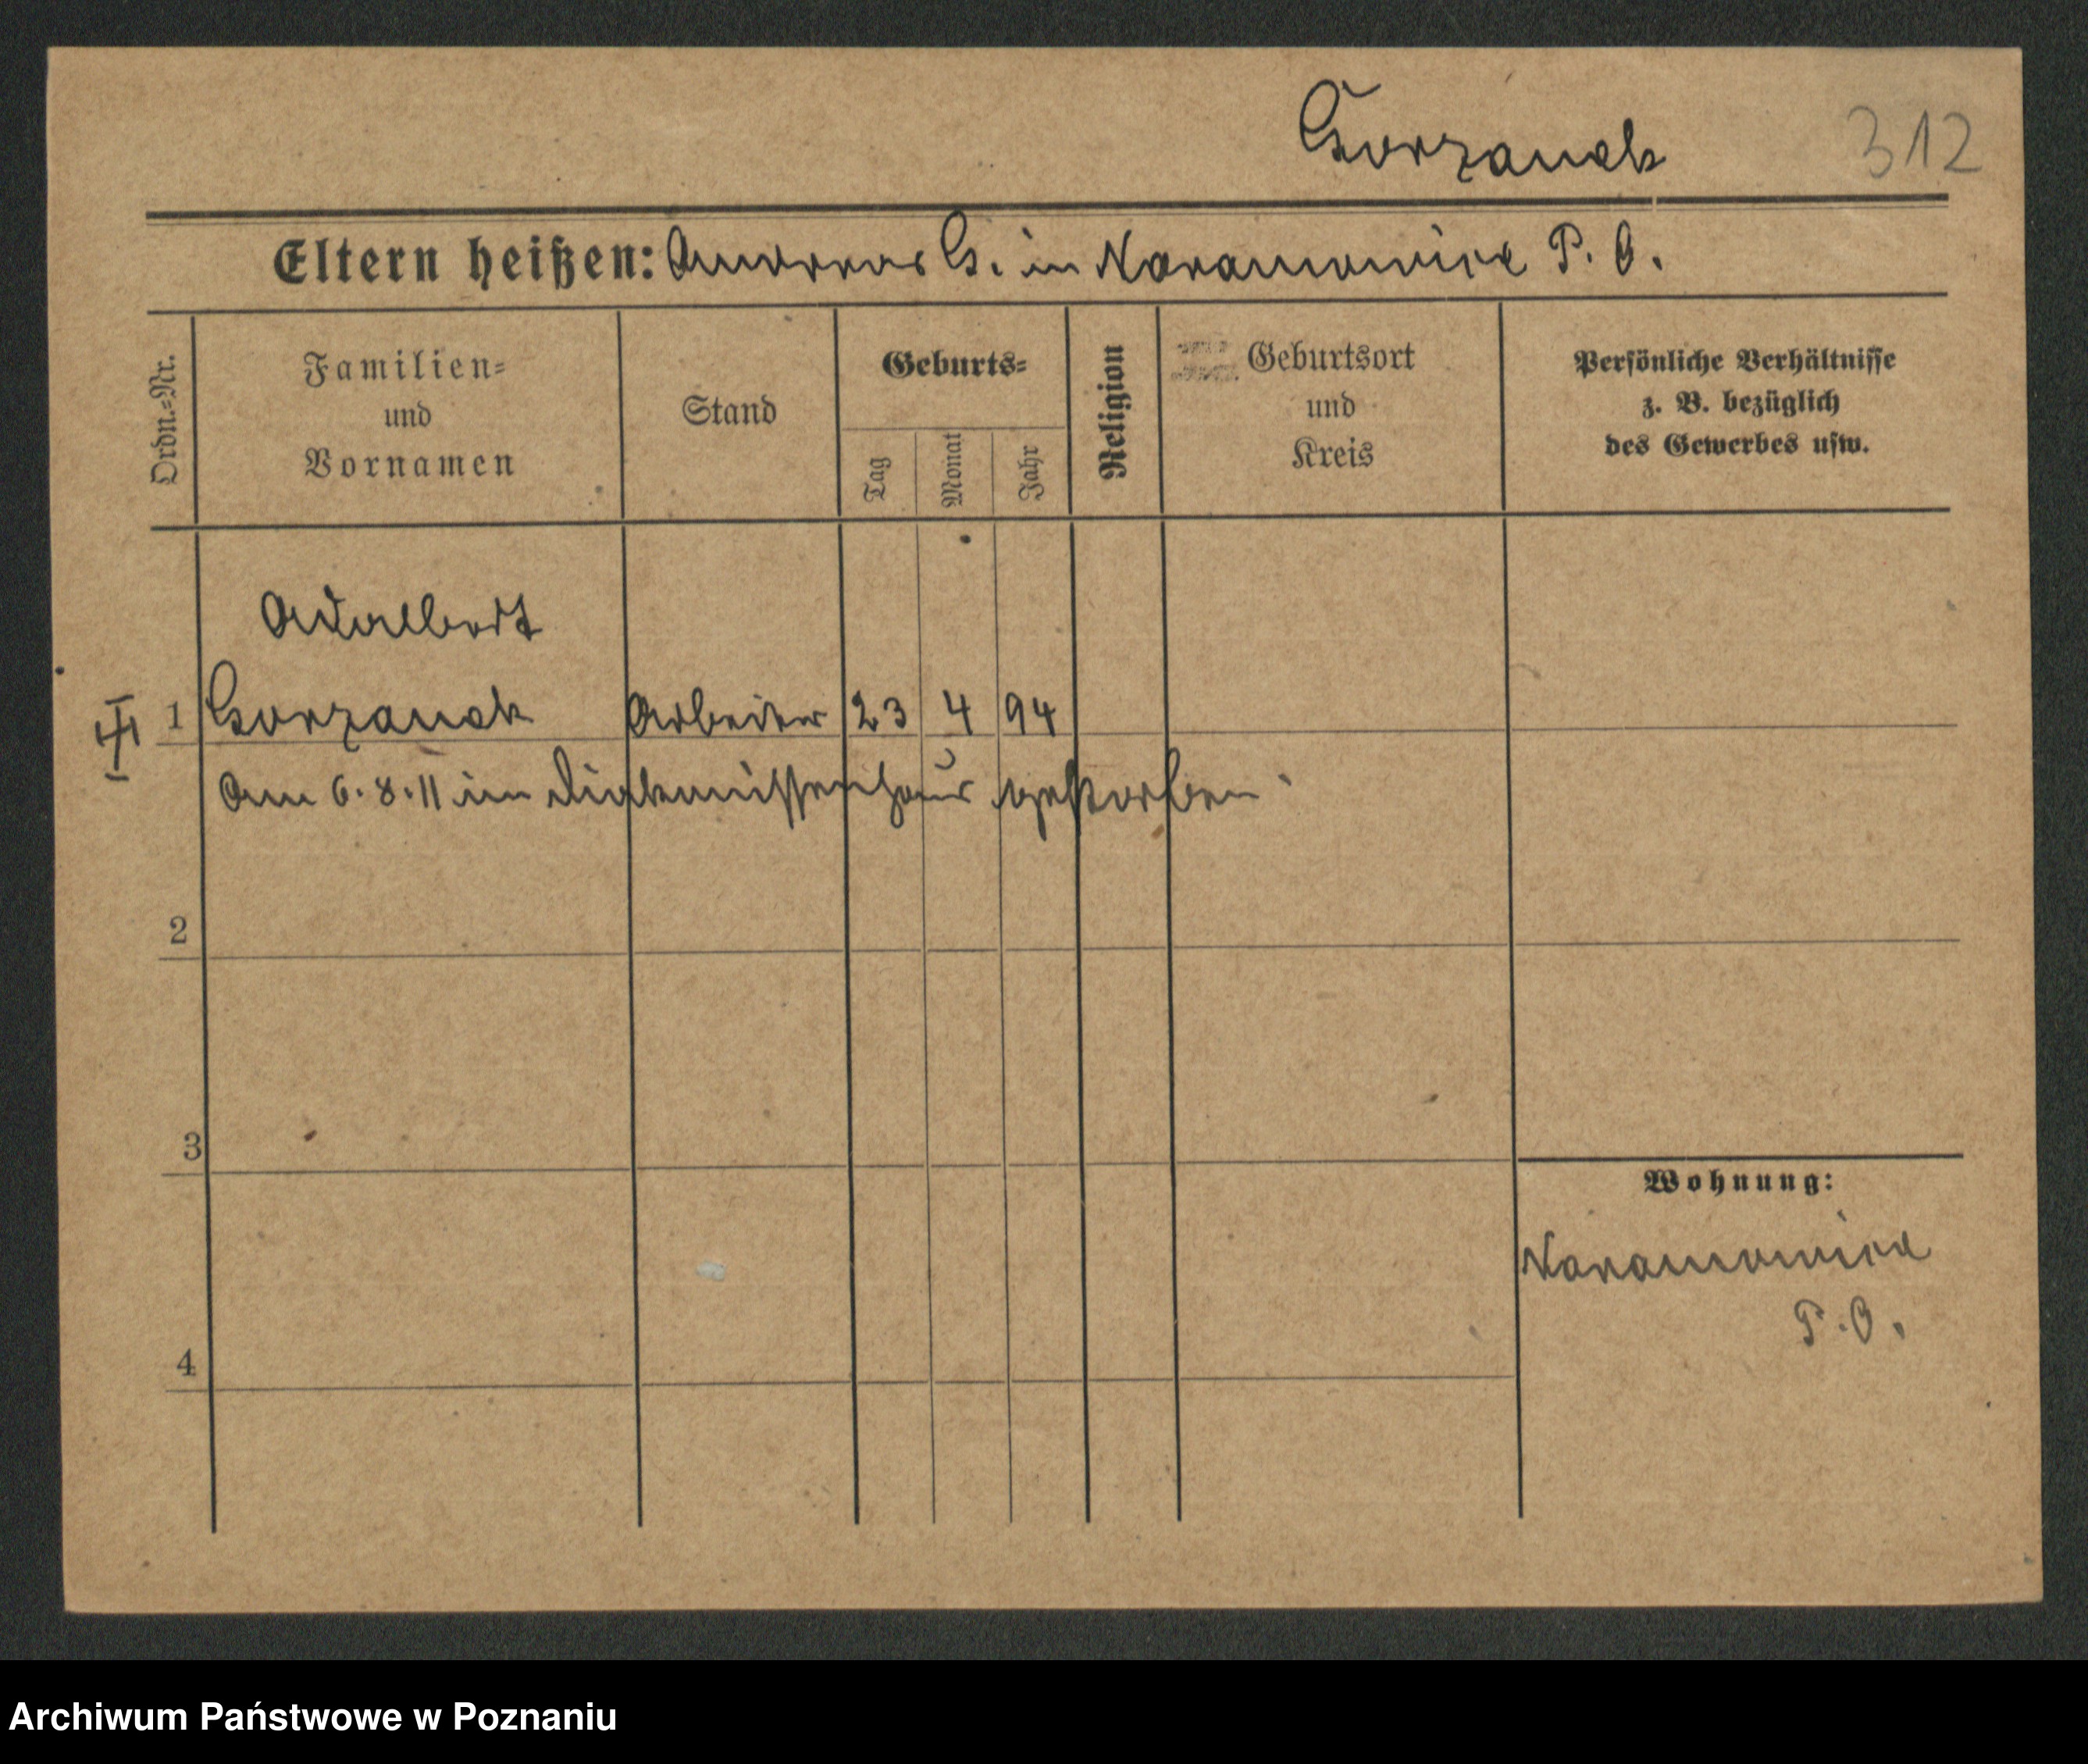 Gorzanek 312
Eltern heißen: Andreas G. in Naramowice P. O.
Ordn.-Nr.
Familien-
und
Vornamen
Stand
Geburts-
Tag
Monat
Jahr
Religion
Geburtsort
und
Kreis
Persönliche Verhältnisse
z. B. bezüglich
des Gewerbes usw.
Adalbert
1 Gorzanek Arbeiter 23 4 94
Am 6.8.11 im Diakonissenhaus gestorben
2
3
Wohnung:
Naramowice
P. O.
4
Archiwum Państwowe w Poznaniu